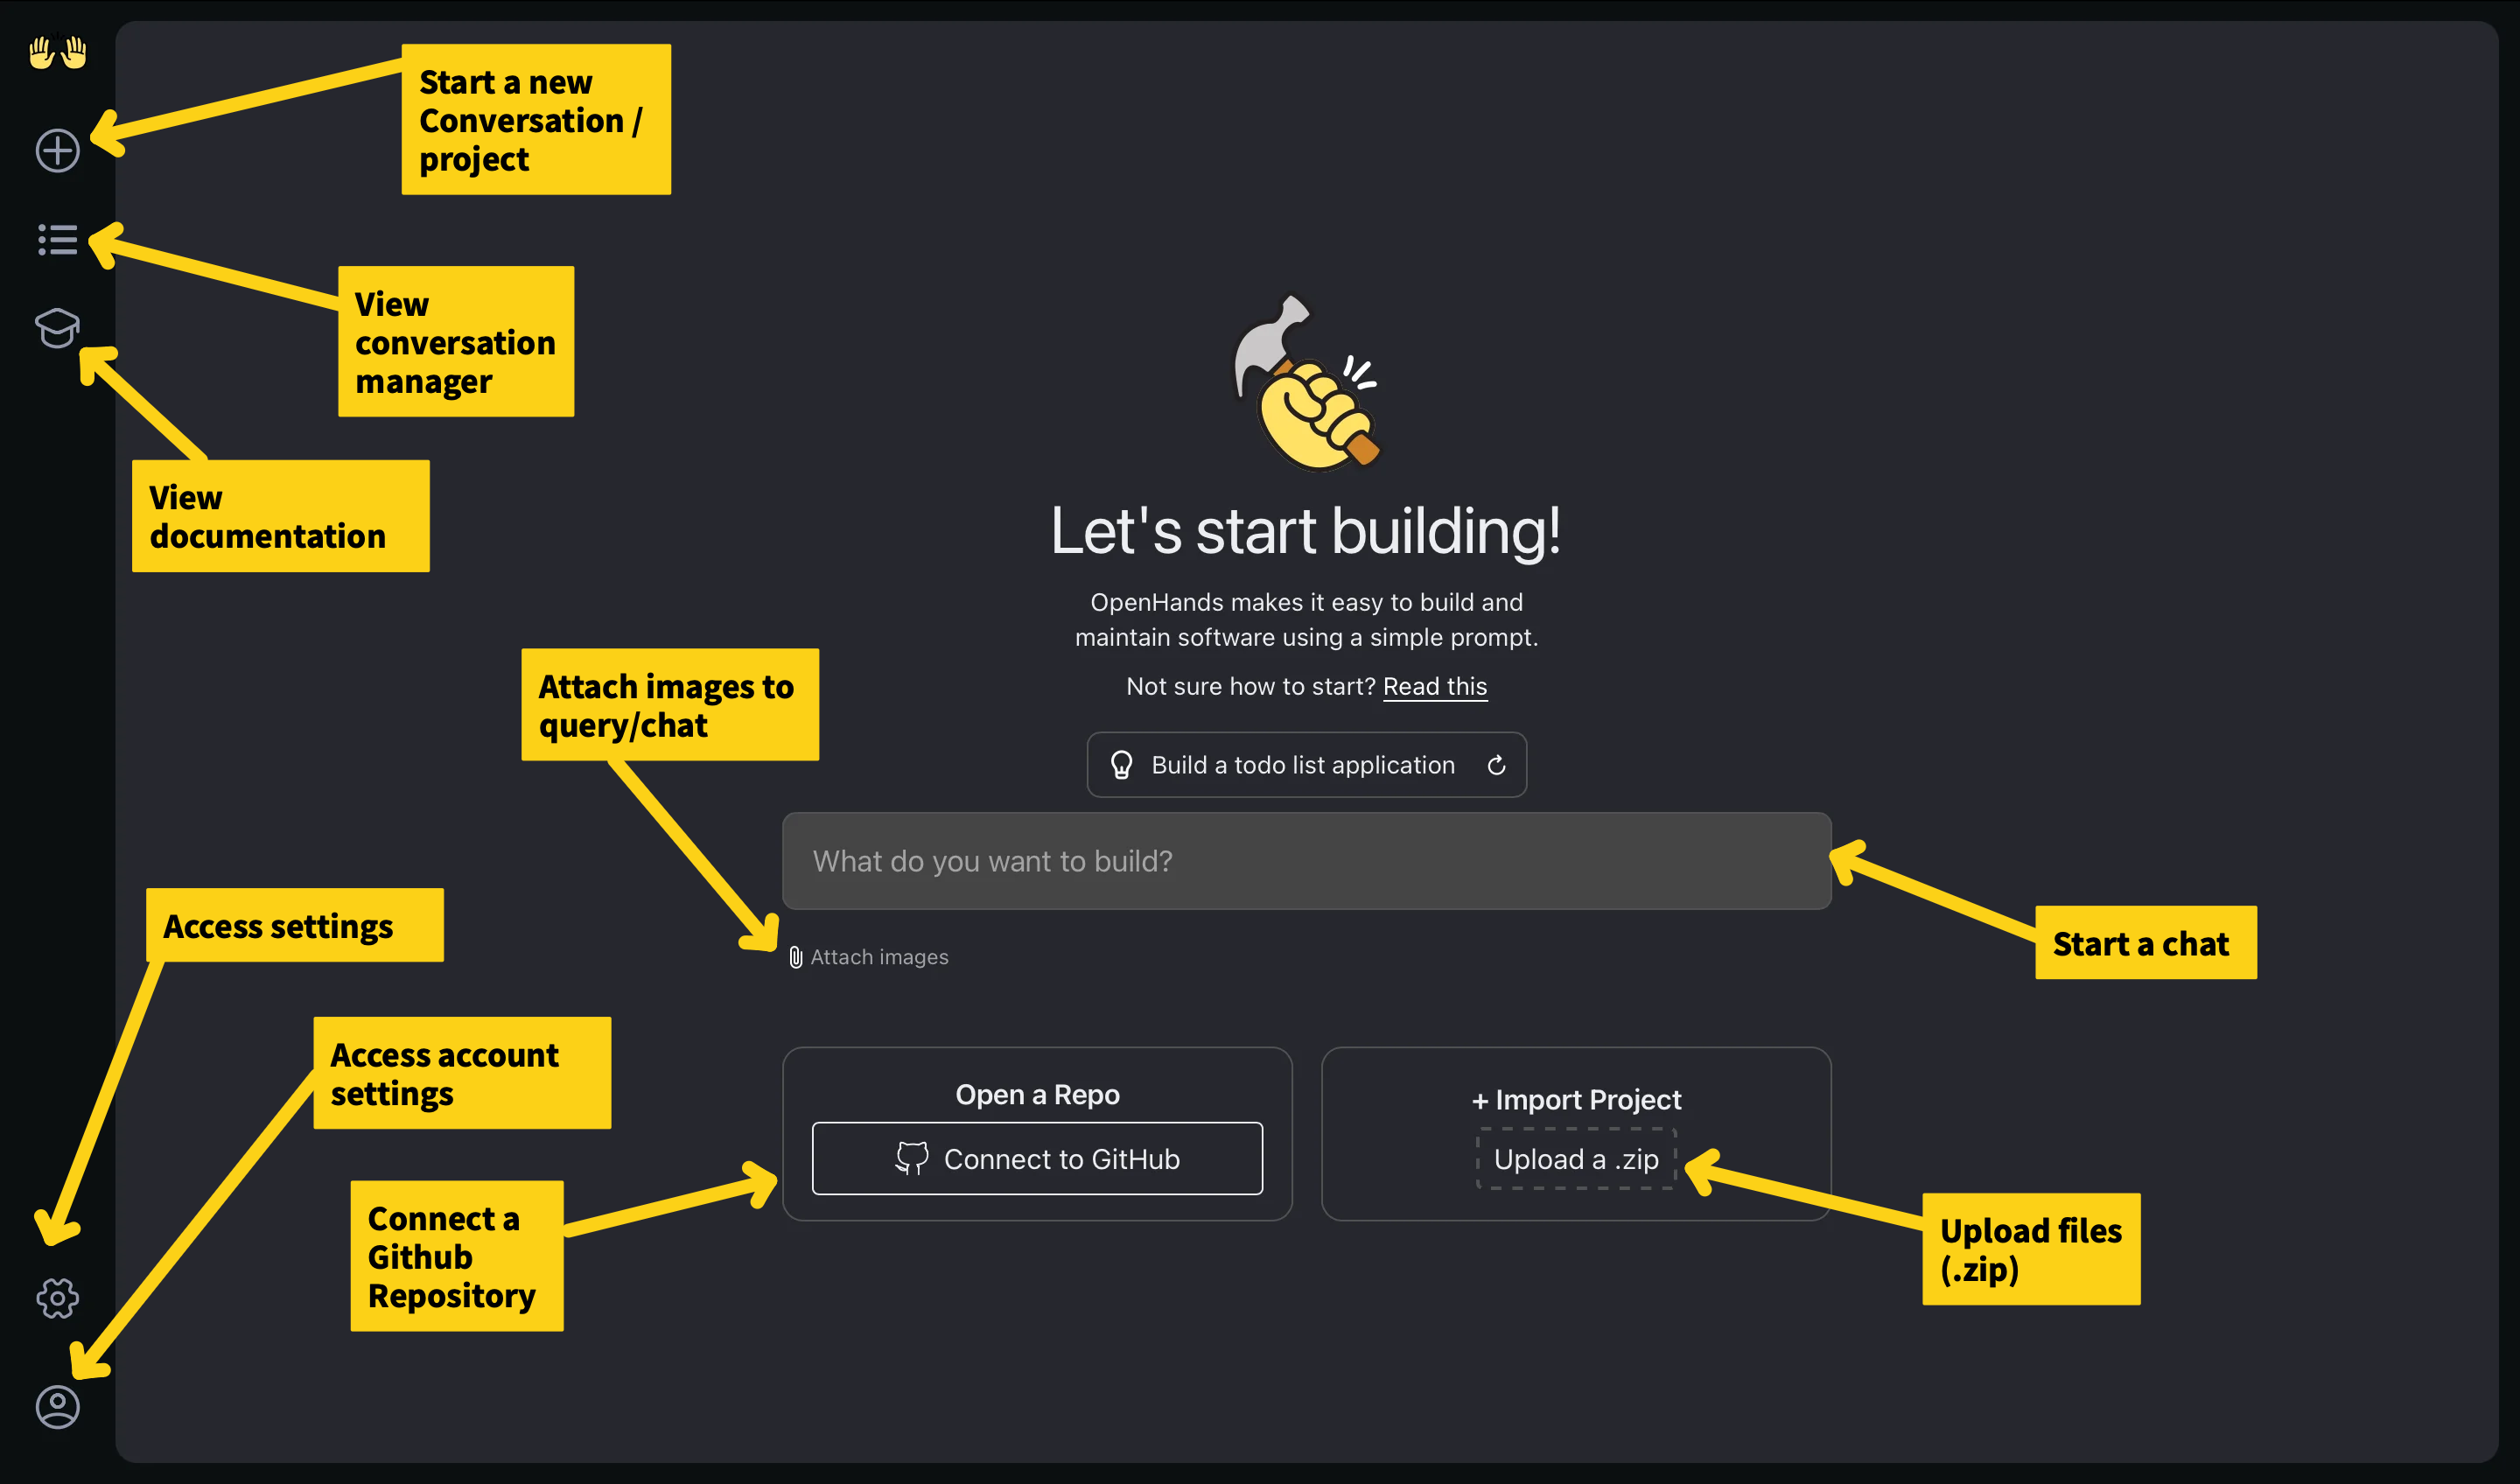 Start a new
Conversation /
project
View
conversation
manager
View
documentation
Let's start building!
OpenHands makes it easy to build and
maintain software using a simple prompt.
Not sure how to start? Read this
Attach images to
query/chat
Build a todo list application
What do you want to build?
Start a chat
Attach images
Access settings
Access account
settings
Open a Repo
Connect to GitHub
+ Import Project
Upload a .zip
Connect a
Github
Repository
Upload files
(.zip)